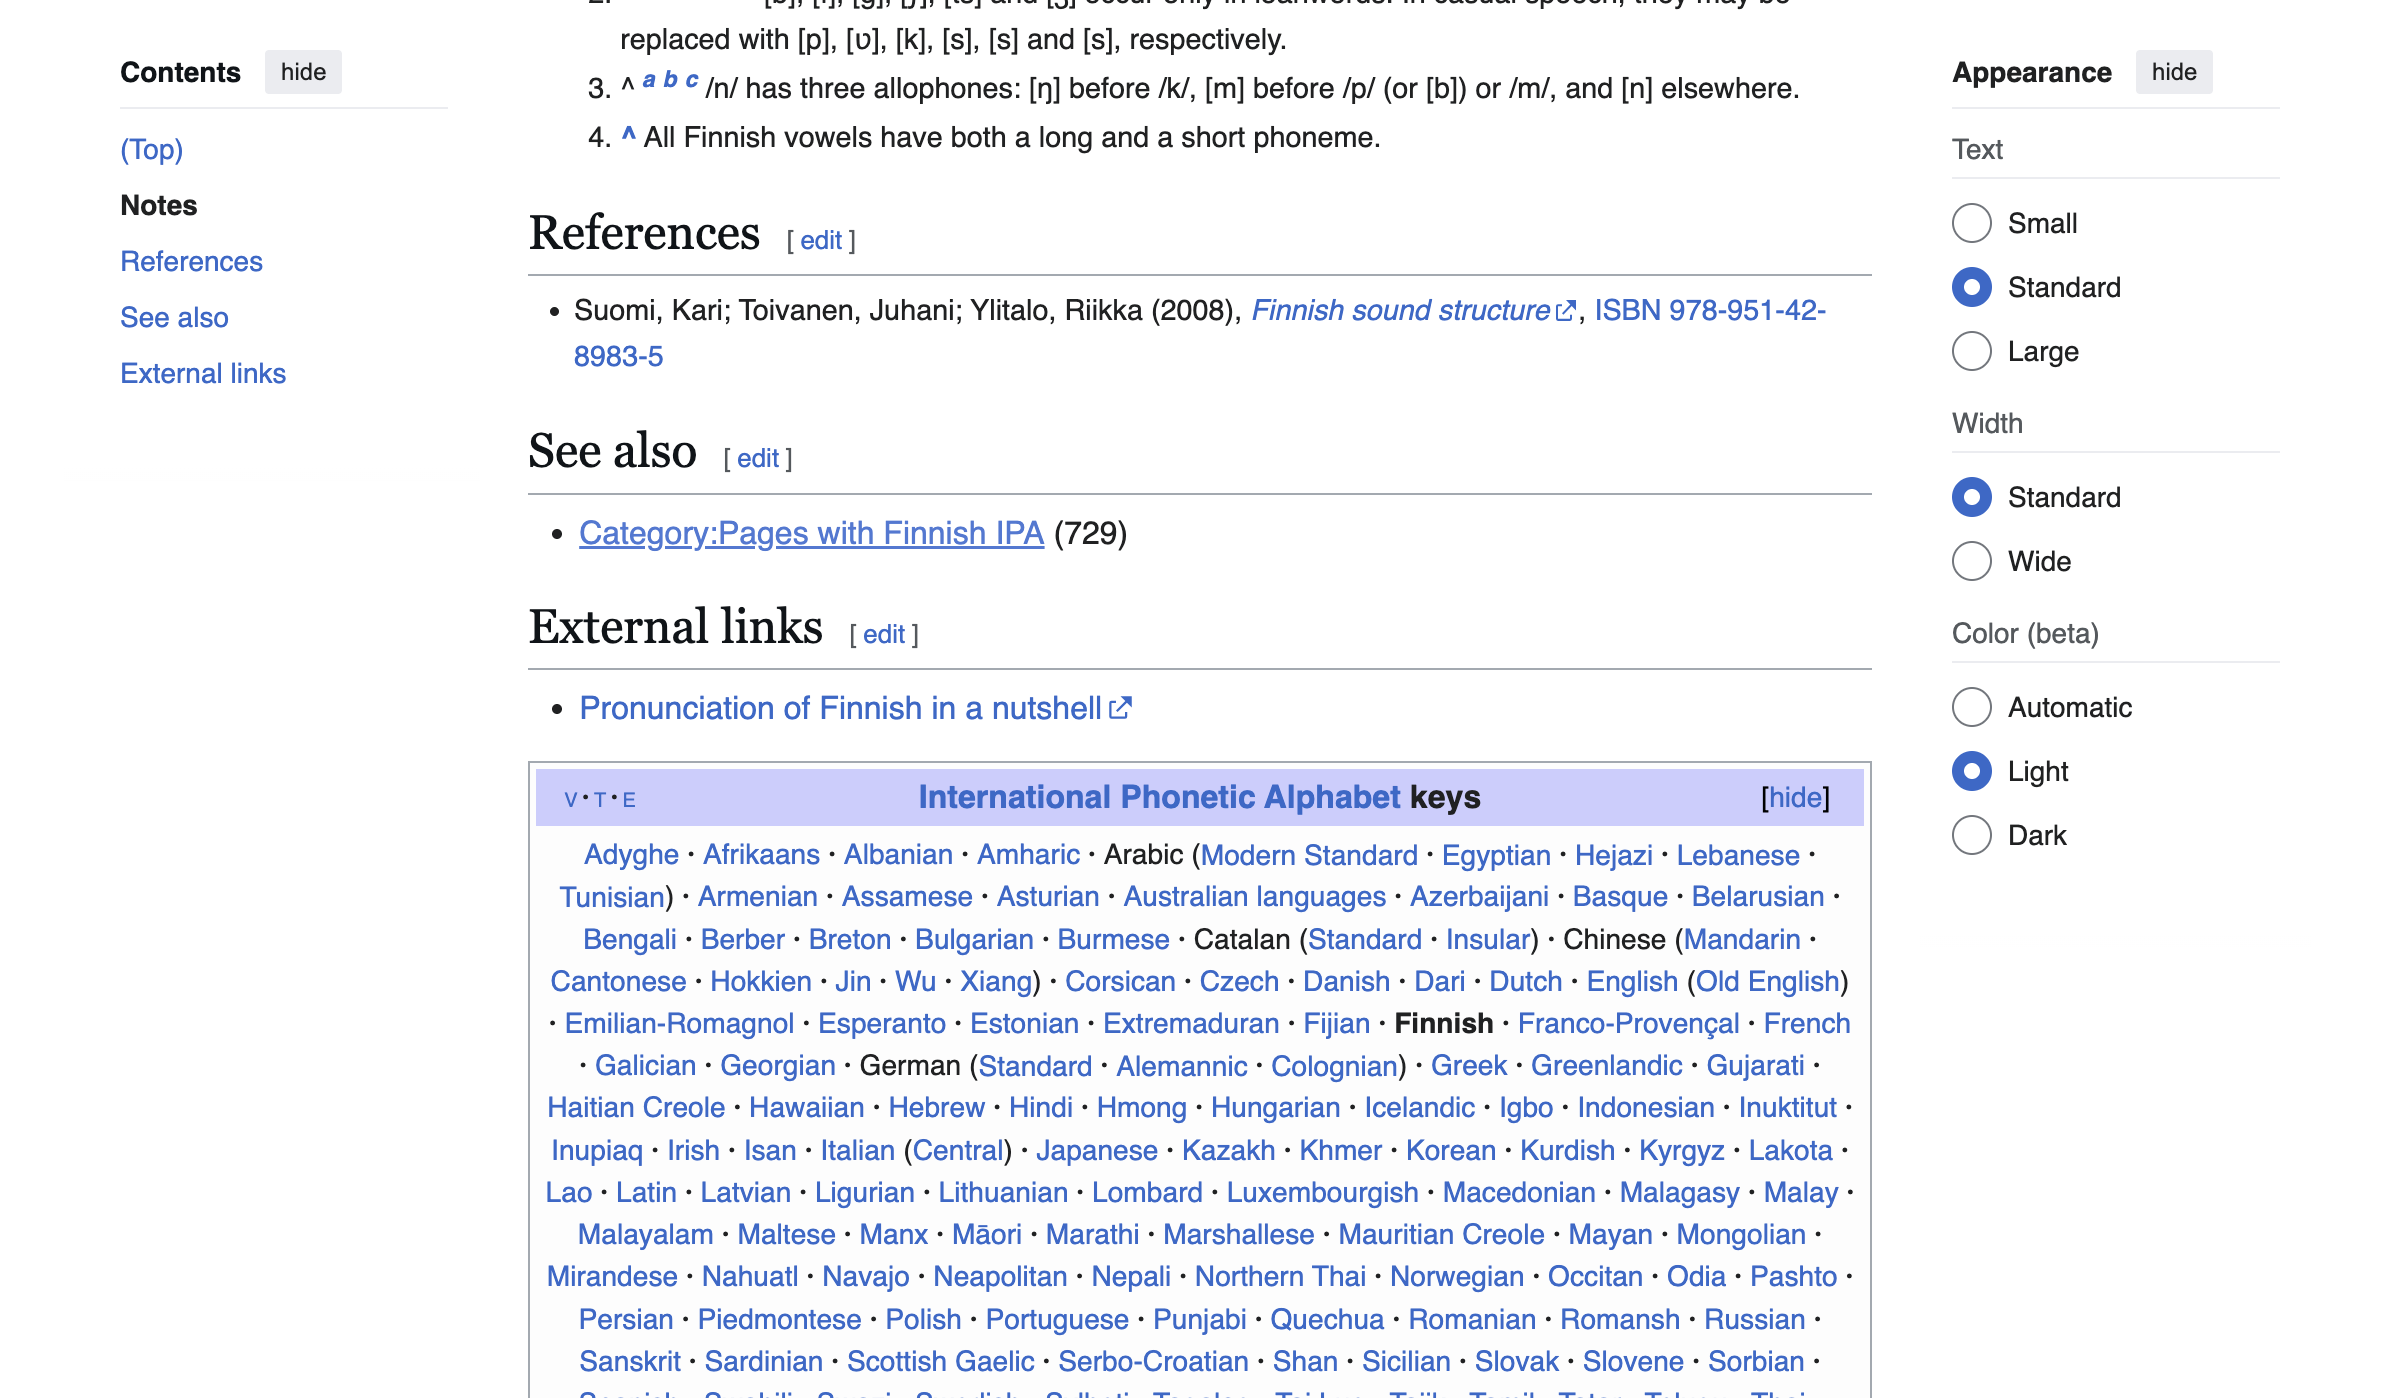 Contents hide
(Top)
Notes
References
See also
External links
replaced with [p], [ʋ], [k], [s], [s] and [s], respectively.
3. ^ a b c /n/ has three allophones: [ŋ] before /k/, [m] before /p/ (or [b]) or /m/, and [n] elsewhere.
4. ^ All Finnish vowels have both a long and a short phoneme.
References [ edit ]
• Suomi, Kari; Toivanen, Juhani; Ylitalo, Riikka (2008), Finnish sound structure, ISBN 978-951-42-
8983-5
See also [ edit ]
• Category:Pages with Finnish IPA (729)
External links [ edit ]
• Pronunciation of Finnish in a nutshell
V · T · E International Phonetic Alphabet keys [hide]
Adyghe · Afrikaans · Albanian · Amharic · Arabic (Modern Standard · Egyptian · Hejazi · Lebanese ·
Tunisian) · Armenian · Assamese · Asturian · Australian languages · Azerbaijani · Basque · Belarusian ·
Bengali · Berber · Breton · Bulgarian · Burmese · Catalan (Standard · Insular) · Chinese (Mandarin ·
Cantonese · Hokkien · Jin · Wu · Xiang) · Corsican · Czech · Danish · Dari · Dutch · English (Old English)
· Emilian-Romagnol · Esperanto · Estonian · Extremaduran · Fijian · Finnish · Franco-Provençal · French
· Galician · Georgian · German (Standard · Alemannic · Colognian) · Greek · Greenlandic · Gujarati ·
Haitian Creole · Hawaiian · Hebrew · Hindi · Hmong · Hungarian · Icelandic · Igbo · Indonesian · Inuktitut ·
Inupiaq · Irish · Isan · Italian (Central) · Japanese · Kazakh · Khmer · Korean · Kurdish · Kyrgyz · Lakota ·
Lao · Latin · Latvian · Ligurian · Lithuanian · Lombard · Luxembourgish · Macedonian · Malagasy · Malay ·
Malayalam · Maltese · Manx · Māori · Marathi · Marshallese · Mauritian Creole · Mayan · Mongolian ·
Mirandese · Nahuatl · Navajo · Neapolitan · Nepali · Northern Thai · Norwegian · Occitan · Odia · Pashto ·
Persian · Piedmontese · Polish · Portuguese · Punjabi · Quechua · Romanian · Romansh · Russian ·
Sanskrit · Sardinian · Scottish Gaelic · Serbo-Croatian · Shan · Sicilian · Slovak · Slovene · Sorbian ·
Appearance hide
Text
Small
Standard
Large
Width
Standard
Wide
Color (beta)
Automatic
Light
Dark